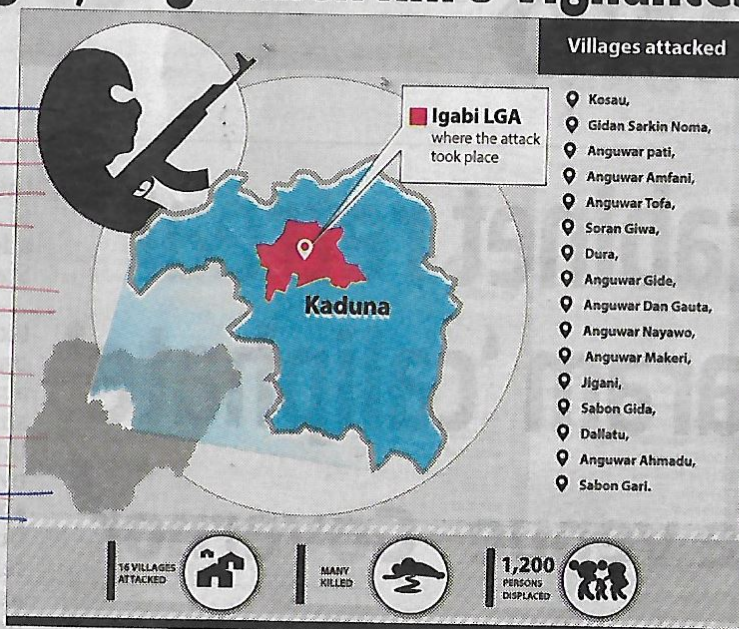 Villages attacked
Igabi LGA
where the attack
took place
Kaduna
Kosau,
Gidan Sarkin Noma,
Anguwar pati,
Anguwar Amfani,
Anguwar Tofa,
Soran Giwa,
Dura,
Anguwar Gide,
Anguwar Dan Gauta,
Anguwar Nayawo,
Anguwar Makeri,
Jigani,
Sabon Gida,
Dallatu,
Anguwar Ahmadu,
Sabon Gari.
16 VILLAGES
ATTACKED
MANY
KILLED
1,200
PERSONS
DISPLACED